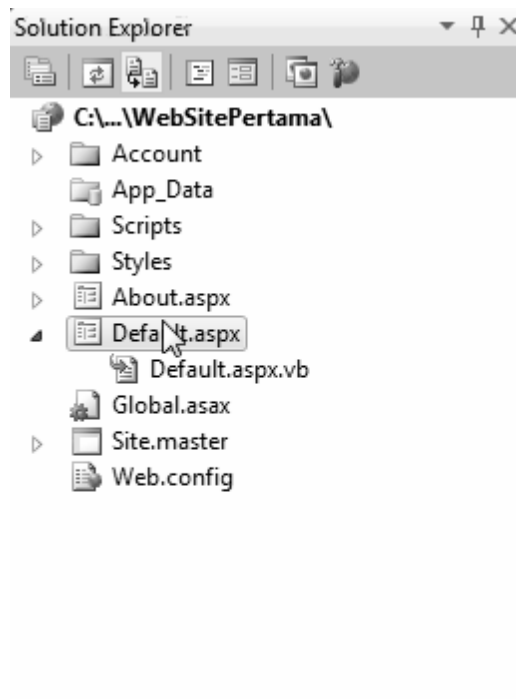 Solution Explorer
C:\...\WebSitePertama\
Account
App_Data
Scripts
Styles
About.aspx
Default.aspx
Default.aspx.vb
Global.asax
Site.master
Web.config